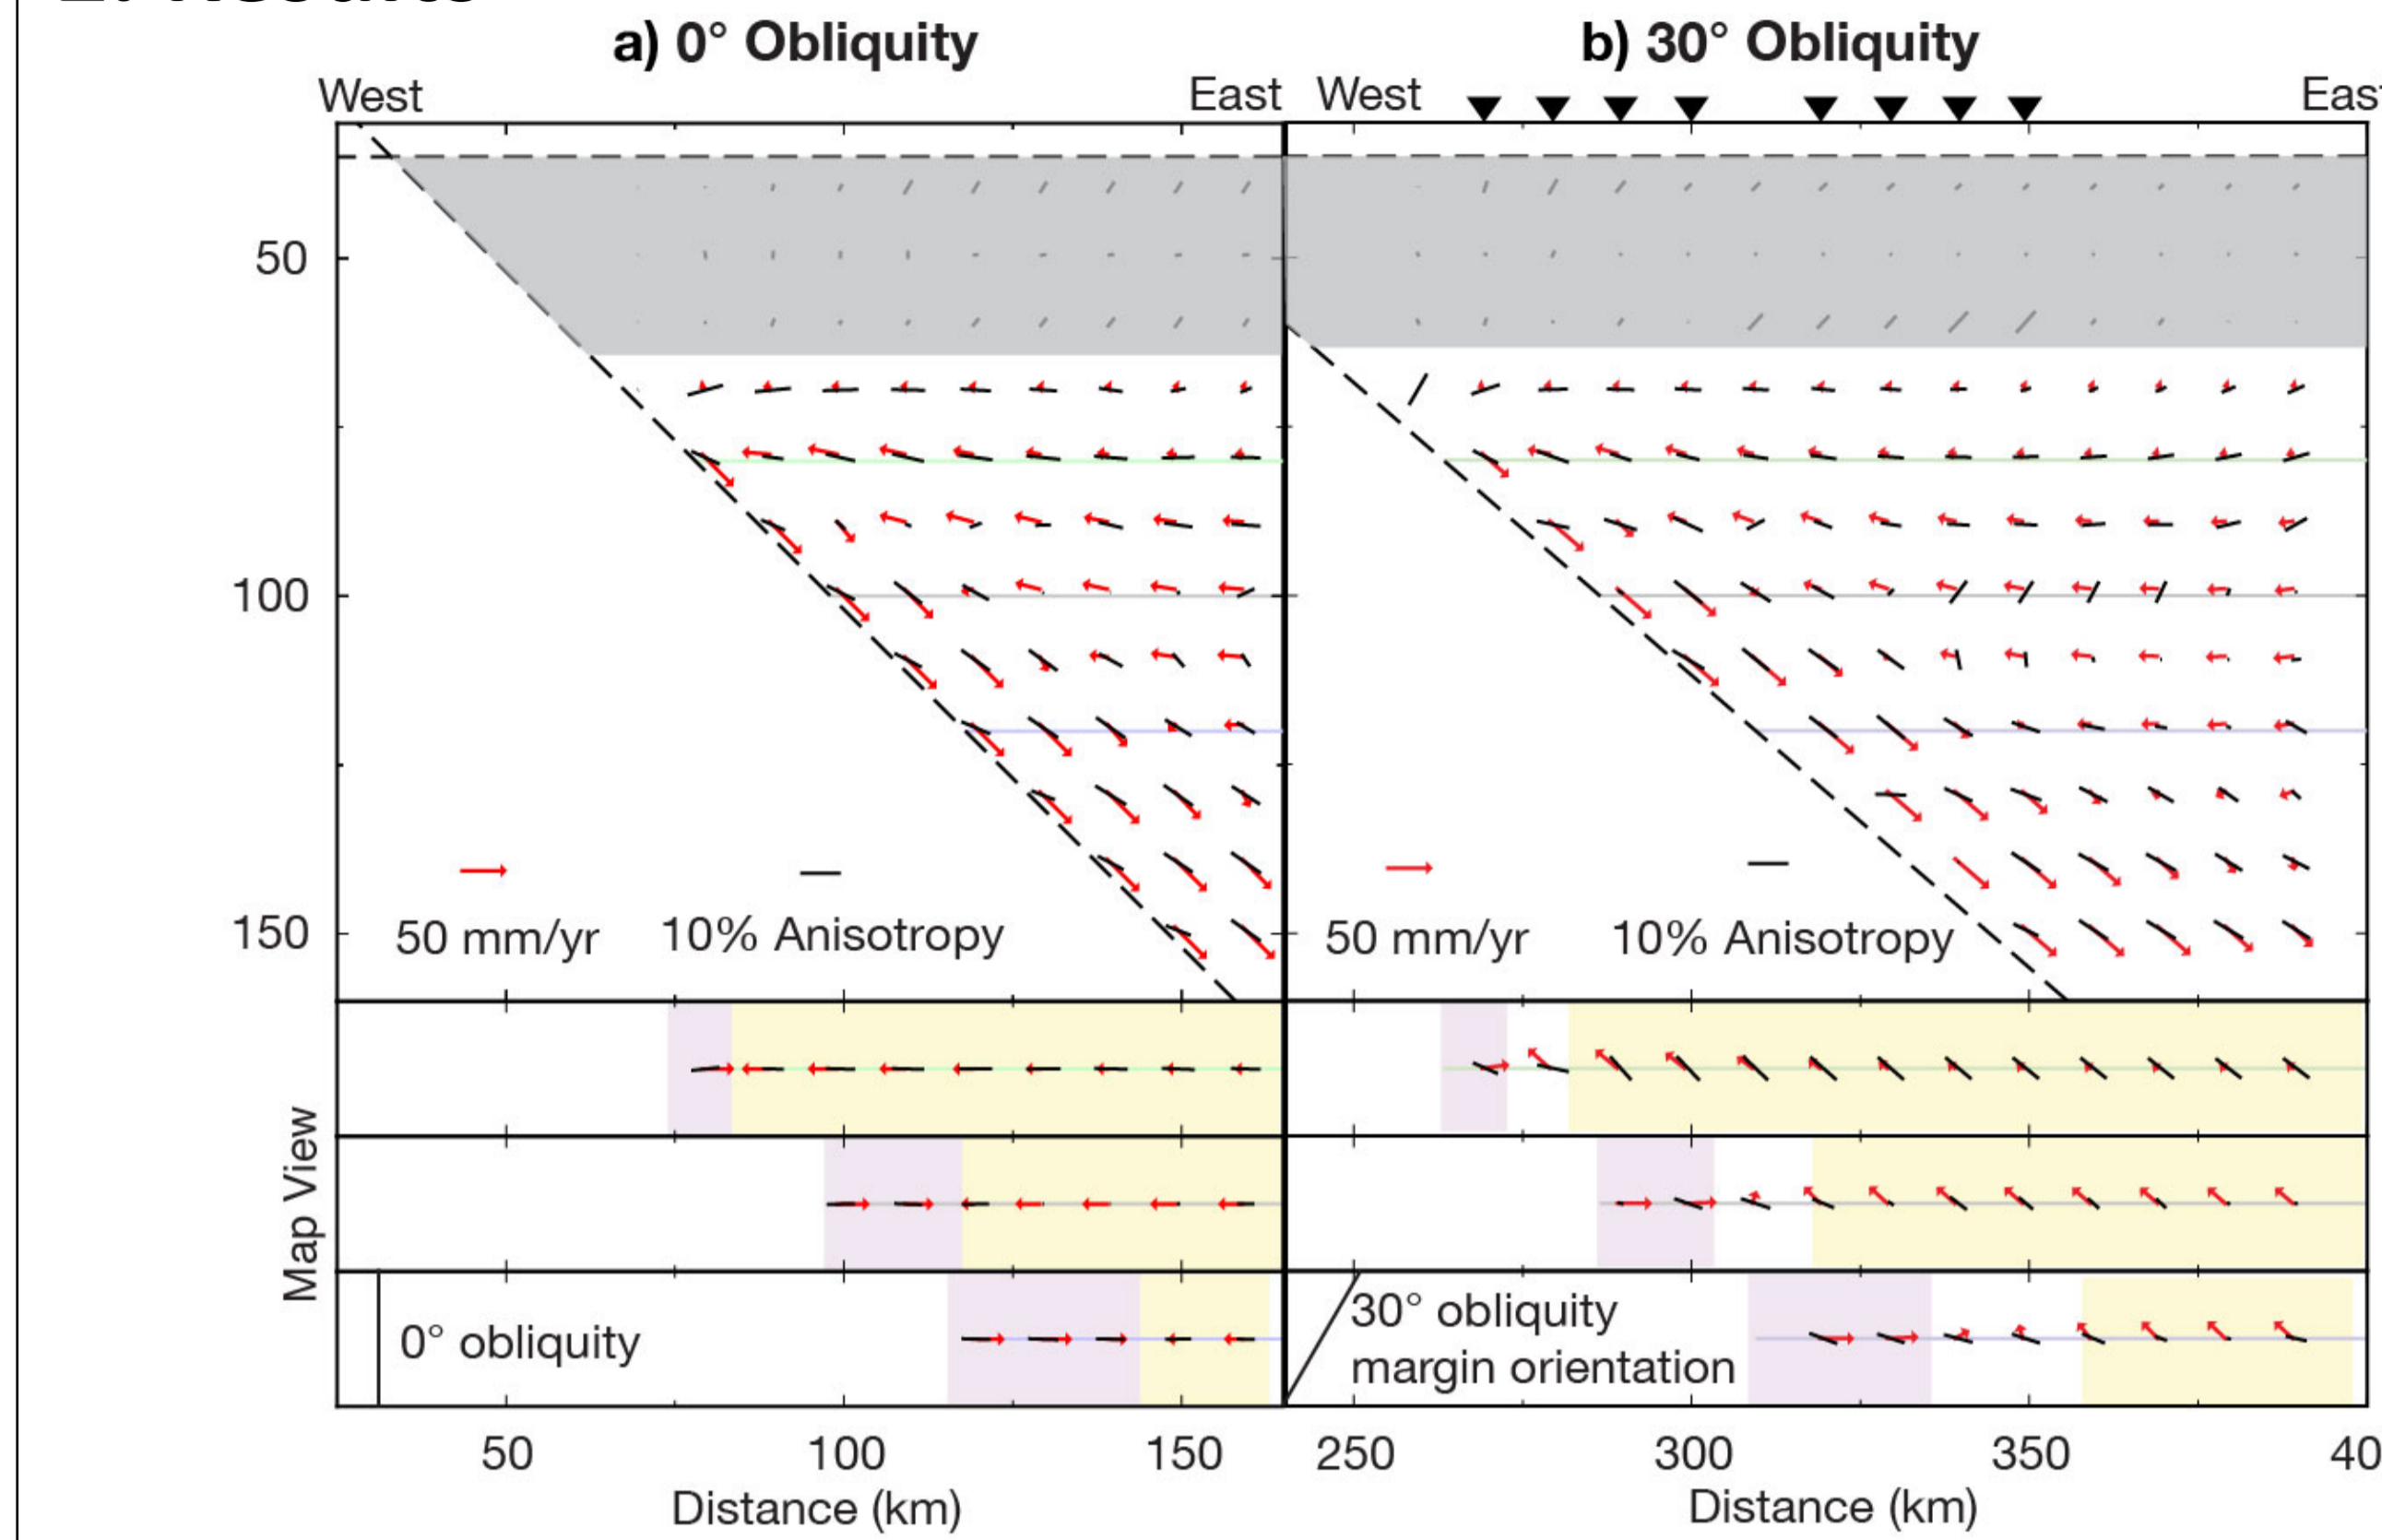 a) 0° Obliquity
b) 30° Obliquity
West
East
West
50
100
150
50 mm/yr
10% Anisotropy
50 mm/yr
10% Anisotropy
Map View
0° obliquity
30° obliquity
margin orientation
50
100
150
250
300
350
Distance (km)
Distance (km)